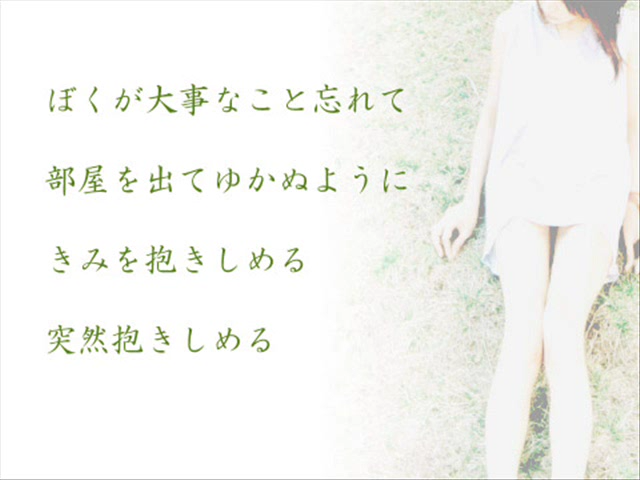 ぼくが大事なこと忘れて
部屋を出てゆかぬように
きみを抱きしめる
突然抱きしめる